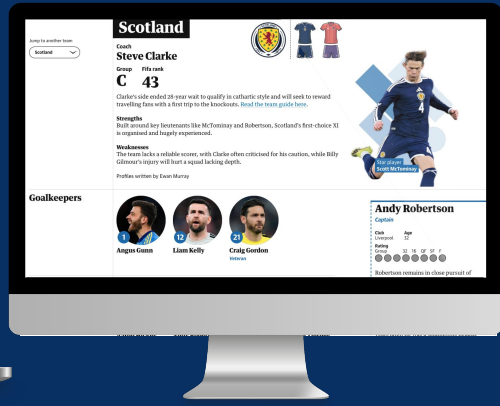 Scotland
Jump to another team
Scotland
Coach
Steve Clarke
Group
Fifa rank
C
43
Clarke's side ended 28-year wait to qualify in cathartic style and will seek to reward
travelling fans with a first trip to the knockouts. Read the team guide here.
Strengths
Built around key lieutenants like McTominay and Robertson, Scotland's first-choice XI
is organised and hugely experienced.
Weaknesses
The team lacks a reliable scorer, with Clarke often criticised for his caution, while Billy
Gilmour's injury will hurt a squad lacking depth.
Profiles written by Ewan Murray
4
Star player
Scott McTominay
Goalkeepers
1
Angus Gunn
12
Liam Kelly
21
Craig Gordon
Veteran
Andy Robertson
Captain
Club
Age
Liverpool
32
Rating
Group 32 16 QF SF F
Robertson remains in close pursuit of